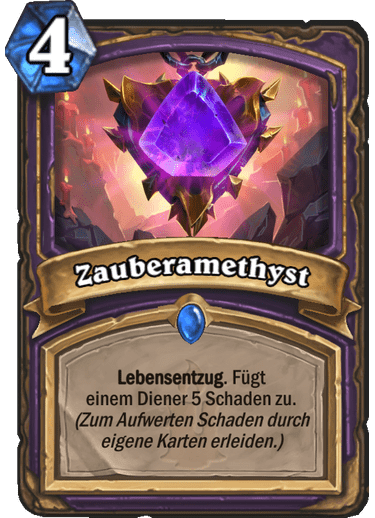 4
Zauberamethyst
Lebensentzug. Fügt
einem Diener 5 Schaden zu.
(Zum Aufwerten Schaden durch
eigene Karten erleiden.)